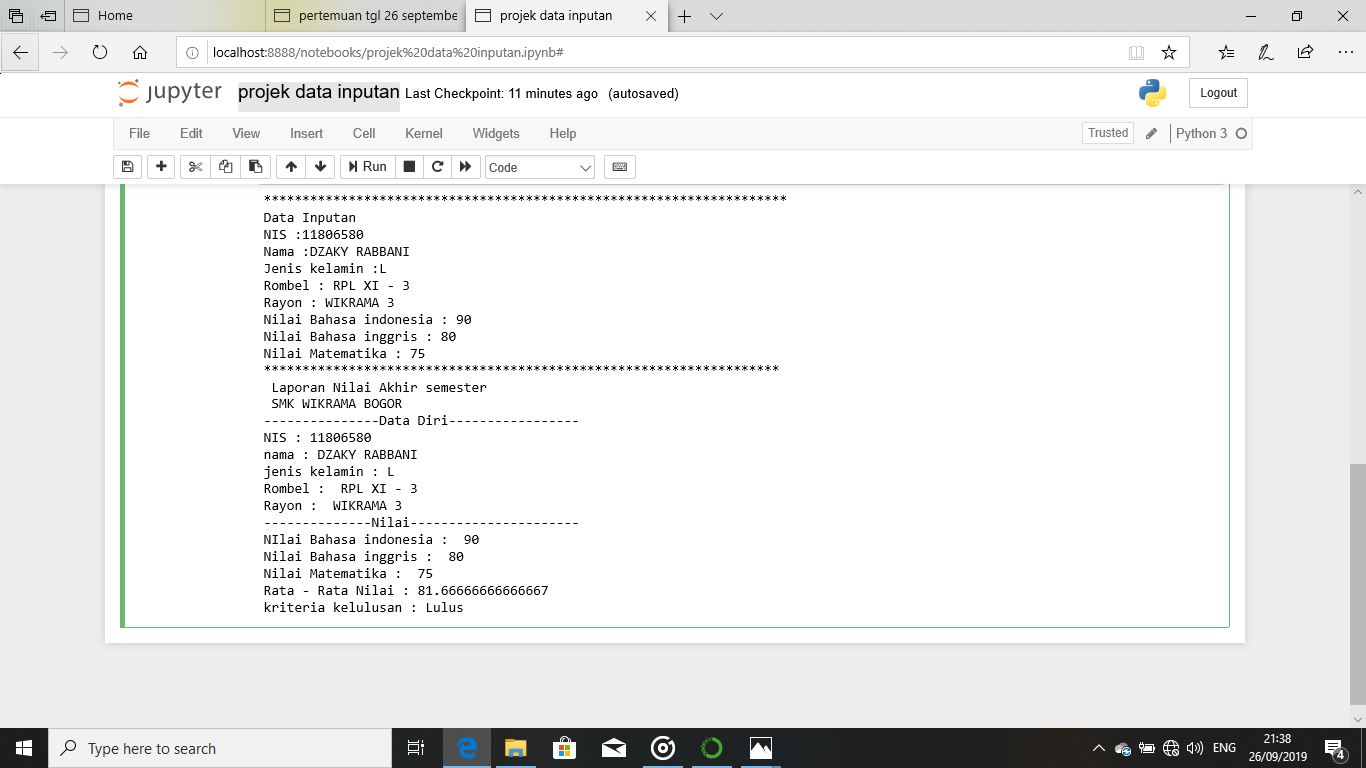 Home
pertemuan tgl 26 septembe
projek data inputan
localhost:8888/notebooks/projek%20data%20inputan.ipynb#
jupyter projek data inputan Last Checkpoint: 11 minutes ago (autosaved)
Logout
File Edit View Insert Cell Kernel Widgets Help
Trusted
Python 3
Run
Code
********************************************************************
Data Inputan
NIS :11806580
Nama :DZAKY RABBANI
Jenis kelamin :L
Rombel : RPL XI - 3
Rayon : WIKRAMA 3
Nilai Bahasa indonesia : 90
Nilai Bahasa inggris : 80
Nilai Matematika : 75
*******************************************************************
Laporan Nilai Akhir semester
SMK WIKRAMA BOGOR
---------------Data Diri-----------------
NIS : 11806580
nama : DZAKY RABBANI
jenis kelamin : L
Rombel :  RPL XI - 3
Rayon :  WIKRAMA 3
--------------Nilai----------------------
NIlai Bahasa indonesia :  90
Nilai Bahasa inggris :  80
Nilai Matematika :  75
Rata - Rata Nilai : 81.66666666666667
kriteria kelulusan : Lulus
Type here to search
ENG
21:38
26/09/2019
4